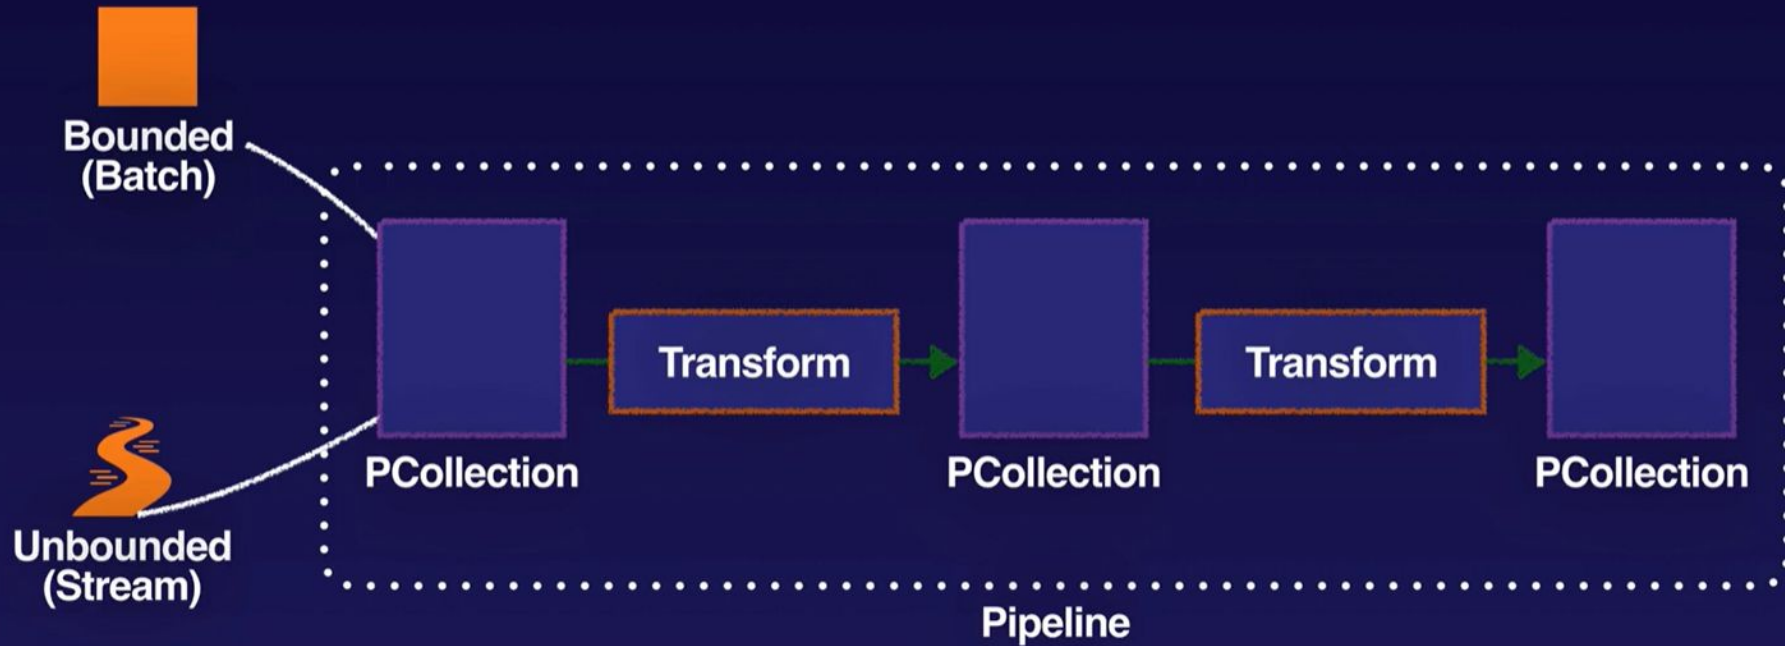 Bounded
(Batch)
Transform
Transform
PCollection
PCollection
PCollection
Unbounded
(Stream)
Pipeline